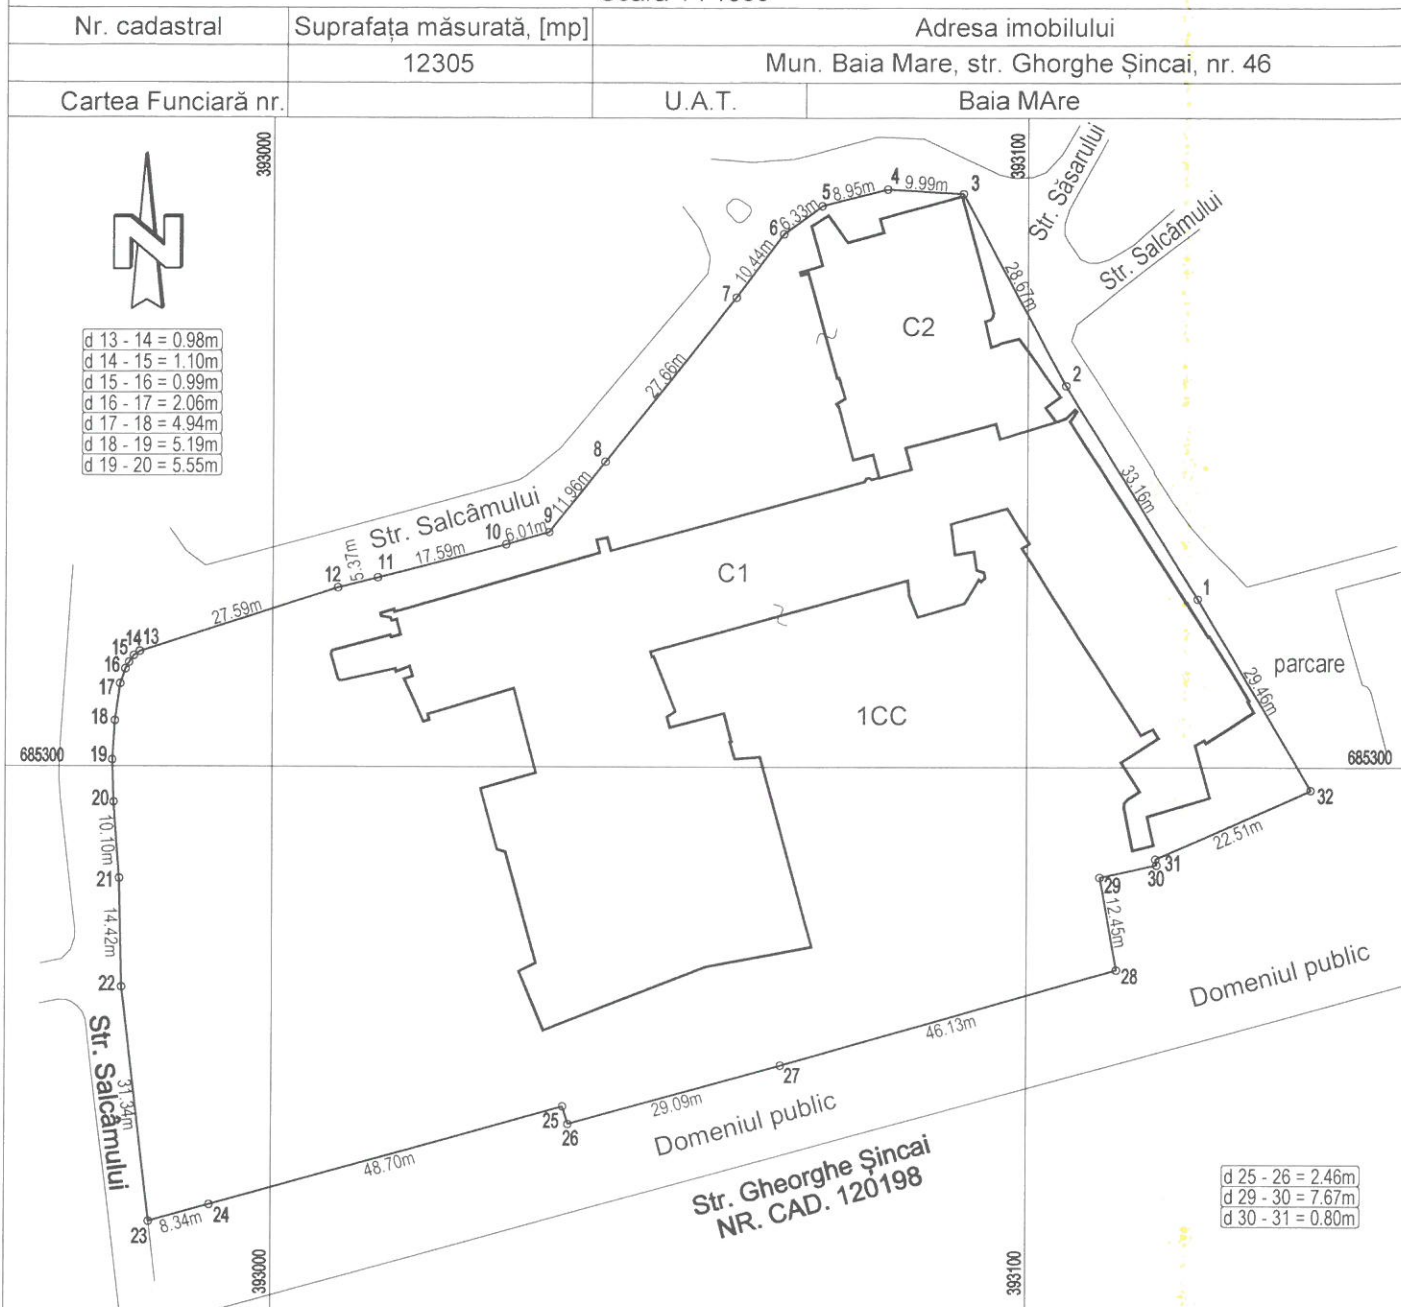 Nr. cadastral
Suprafața măsurată, [mp]
Adresa imobilului
12305
Mun. Baia Mare, str. Ghorghe Șincai, nr. 46
Cartea Funciară nr.
U.A.T.
Baia MAre
393000
393100
N
d 13 - 14 = 0.98m
d 14 - 15 = 1.10m
d 15 - 16 = 0.99m
d 16 - 17 = 2.06m
d 17 - 18 = 4.94m
d 18 - 19 = 5.19m
d 19 - 20 = 5.55m
4
9.99m
3
5
8.95m
6
6.33m
10.44m
7
27.66m
8
Str. Săsarului
Str. Salcâmului
28.67m
C2
2
33.16m
Str. Salcâmului
9
11.96m
10
6.01m
17.59m
11
5.37m
12
27.59m
C1
1
13
14
15
16
17
18
19
20
parcare
29.46m
1CC
685300
685300
32
22.51m
31
30
29
12.45m
28
10.10m
21
14.42m
22
Str. Salcâmului
31.34m
23
8.34m
24
48.70m
25
26
29.09m
27
46.13m
Domeniul public
Domeniul public
Str. Gheorghe Șincai
NR. CAD. 120198
d 25 - 26 = 2.46m
d 29 - 30 = 7.67m
d 30 - 31 = 0.80m
393000
393100